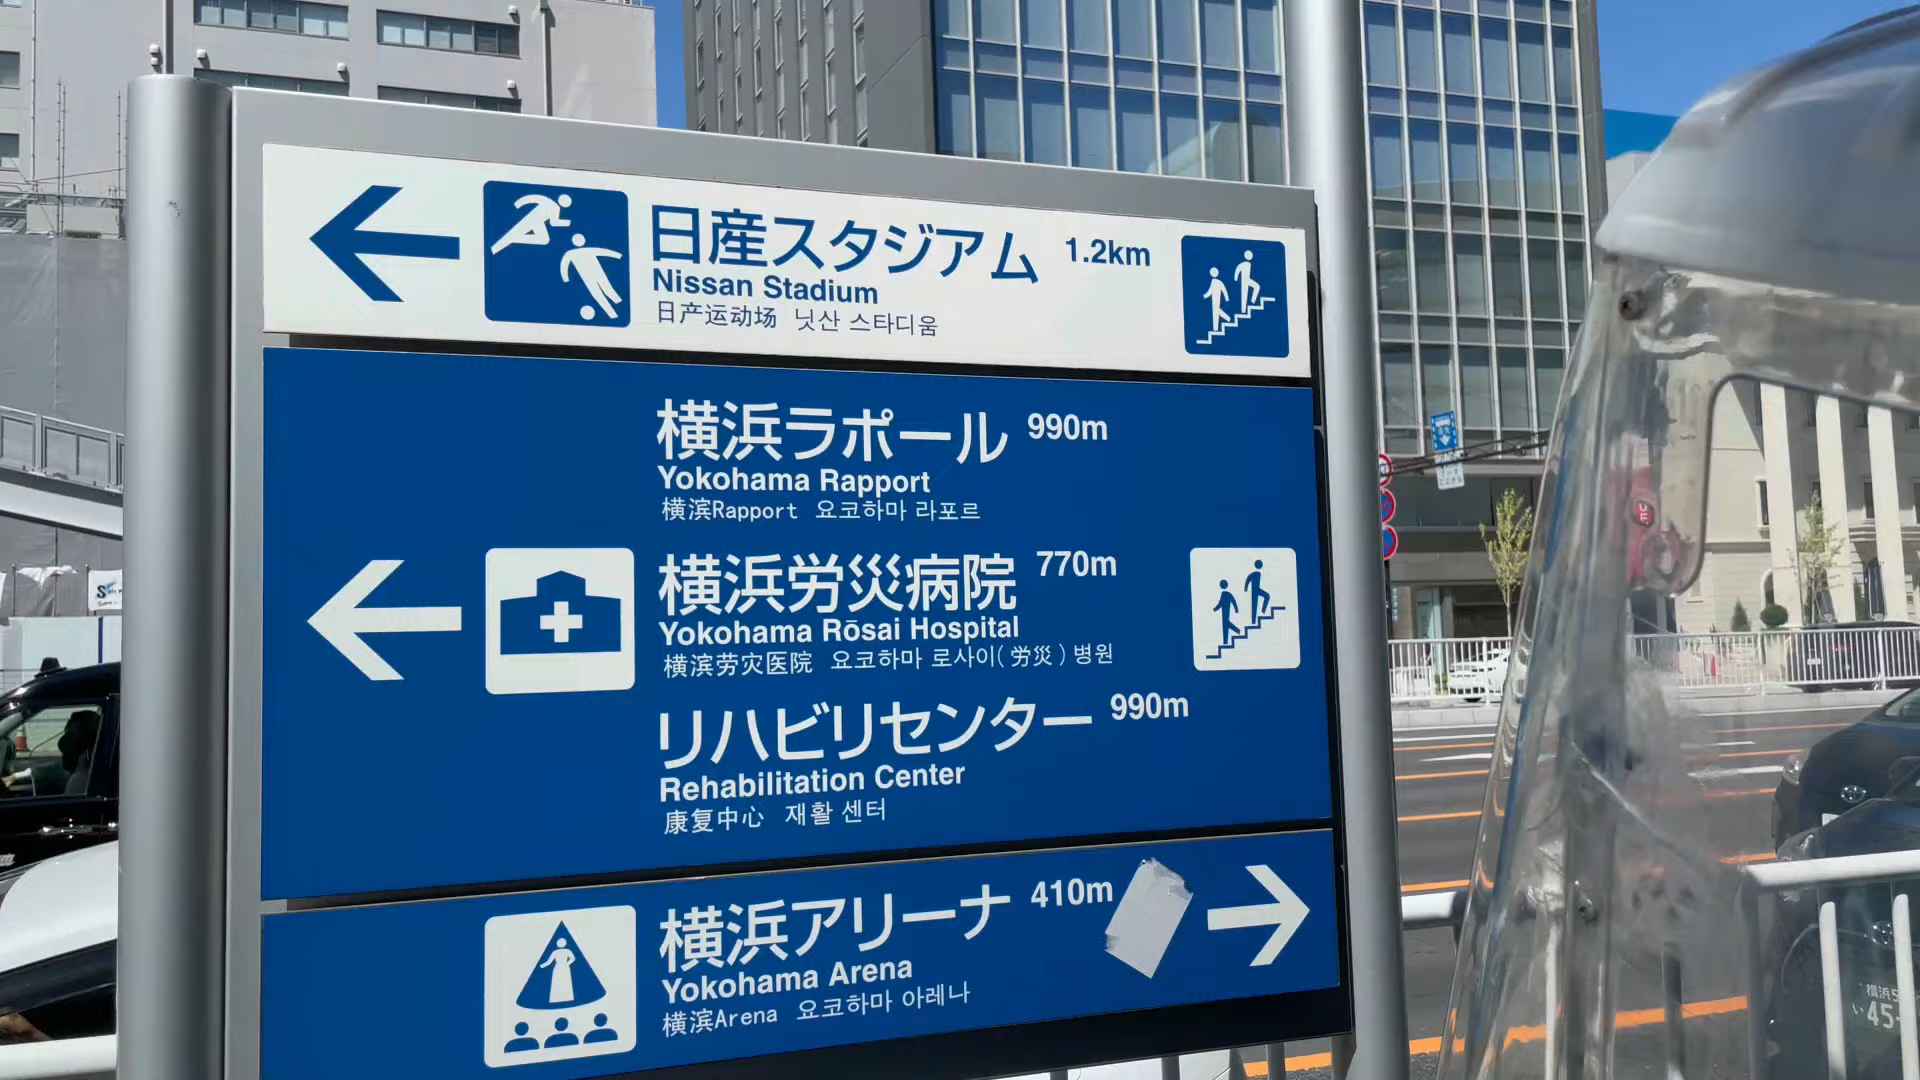 日産スタジアム 1.2km
Nissan Stadium
日产运动场 닛산 스타디움
横浜ラポール 990m
Yokohama Rapport
横滨Rapport 요코하마 라포르
横浜労災病院 770m
Yokohama Rōsai Hospital
横滨劳灾医院 요코하마 로사이(労災)병원
リハビリセンター 990m
Rehabilitation Center
康复中心 재활 센터
横浜アリーナ 410m
Yokohama Arena
横滨Arena 요코하마 아레나
横浜
い 45-